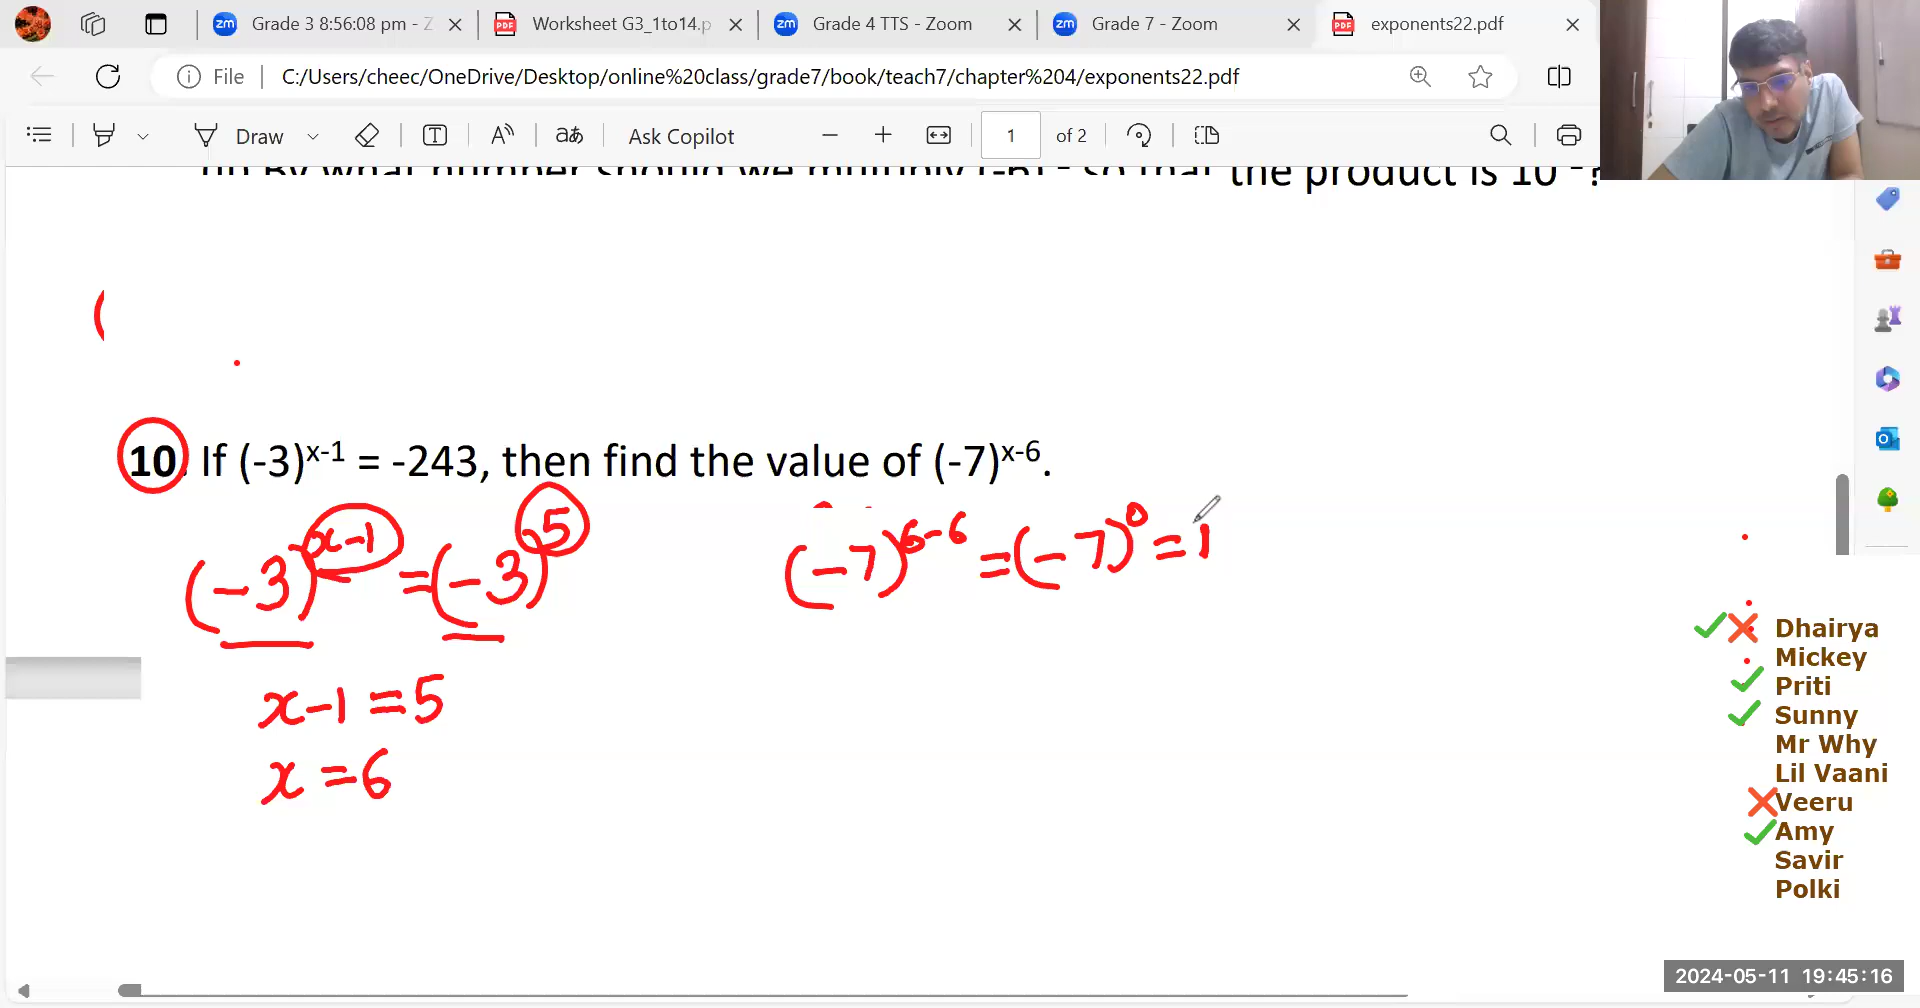 Grade 3 8:56:08 pm - Z
Worksheet G3_1to14.p
Grade 4 TTS - Zoom
Grade 7 - Zoom
exponents22.pdf
File
C:/Users/cheec/OneDrive/Desktop/online%20class/grade7/book/teach7/chapter%204/exponents22.pdf
Draw
Ask Copilot
1 of 2
the product is 10
10. If (-3)^x-1 = -243, then find the value of (-7)^x-6.
(-3)^x-1 = (-3)^5
(-7)^6-6 = (-7)^0 = 1
x-1=5
x=6
Dhairya
Mickey
Priti
Sunny
Mr Why
Lil Vaani
Veeru
Amy
Savir
Polki
2024-05-11 19:45:16